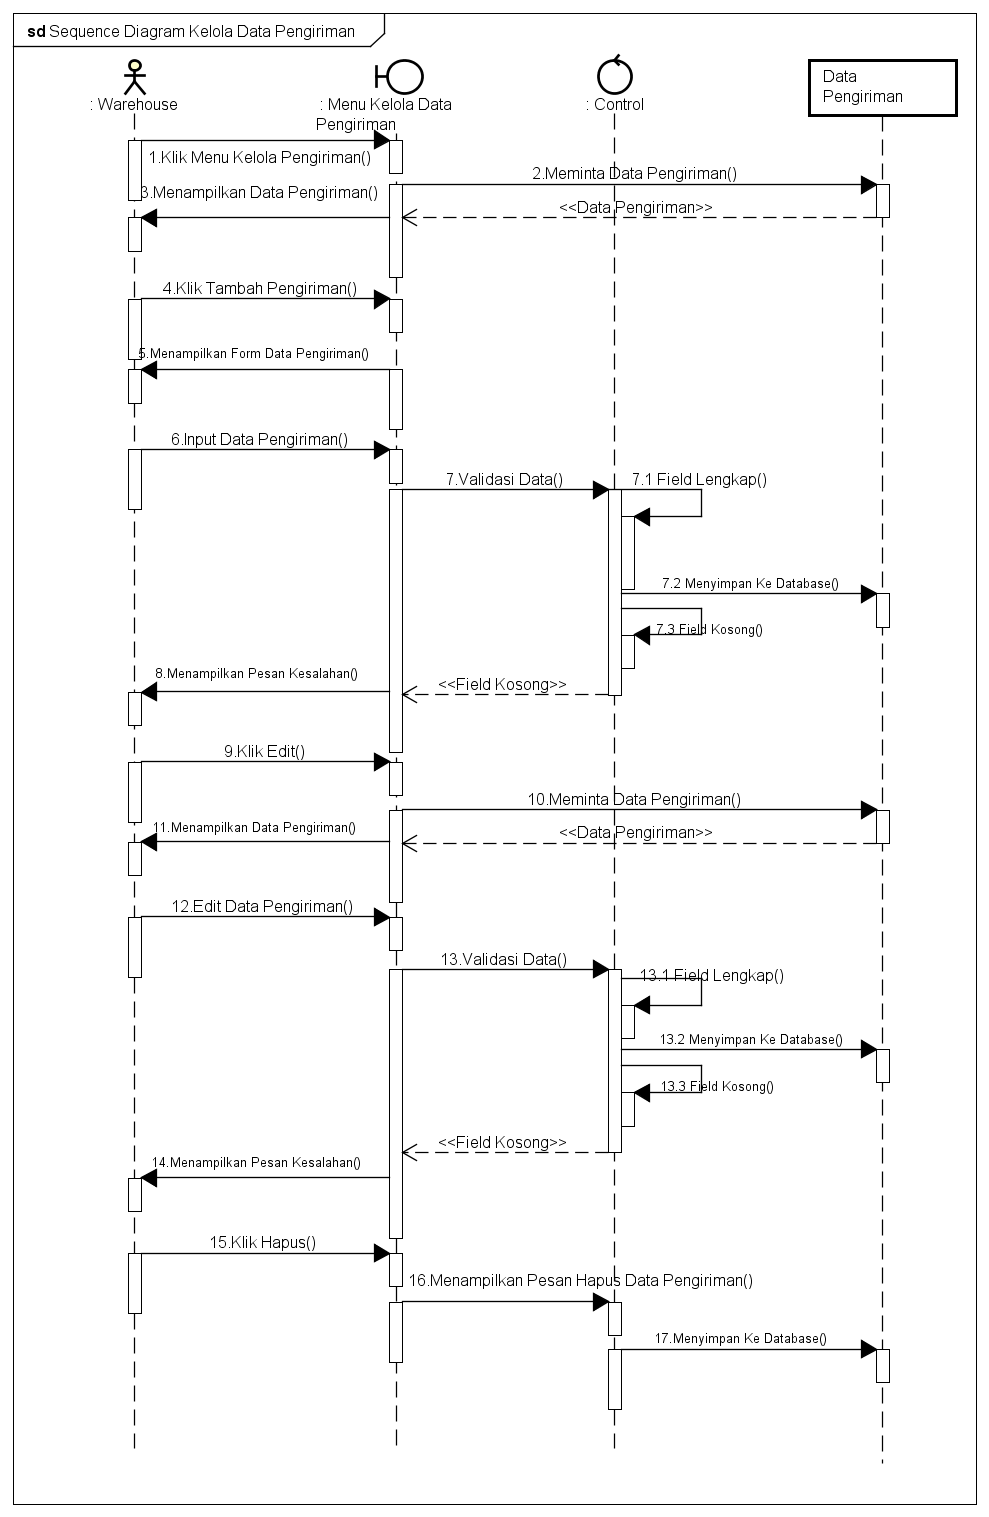 sd Sequence Diagram Kelola Data Pengiriman
: Warehouse
: Menu Kelola Data
Pengiriman
: Control
Data
Pengiriman
1.Klik Menu Kelola Pengiriman()
2.Meminta Data Pengiriman()
3.Menampilkan Data Pengiriman()
<<Data Pengiriman>>
4.Klik Tambah Pengiriman()
5.Menampilkan Form Data Pengiriman()
6.Input Data Pengiriman()
7.Validasi Data()
7.1 Field Lengkap()
7.2 Menyimpan Ke Database()
7.3 Field Kosong()
8.Menampilkan Pesan Kesalahan()
<<Field Kosong>>
9.Klik Edit()
10.Meminta Data Pengiriman()
11.Menampilkan Data Pengiriman()
<<Data Pengiriman>>
12.Edit Data Pengiriman()
13.Validasi Data()
13.1 Field Lengkap()
13.2 Menyimpan Ke Database()
13.3 Field Kosong()
<<Field Kosong>>
14.Menampilkan Pesan Kesalahan()
15.Klik Hapus()
16.Menampilkan Pesan Hapus Data Pengiriman()
17.Menyimpan Ke Database()